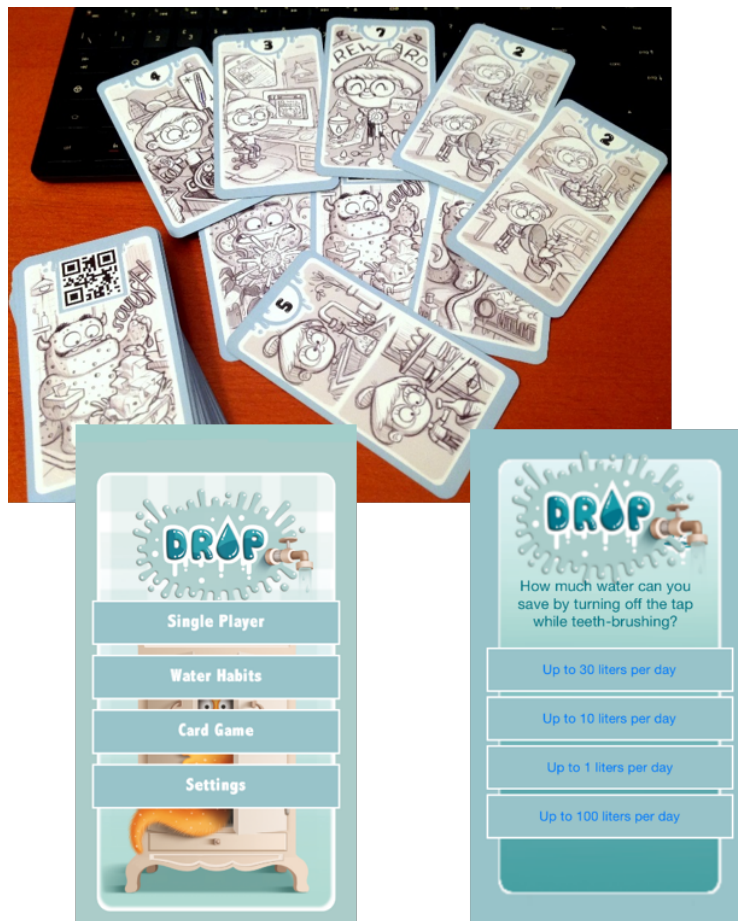 4
3
7
REWARD
2
2
5
DROP
Single Player
Water Habits
Card Game
Settings
DROP
How much water can you
save by turning off the tap
while teeth-brushing?
Up to 30 liters per day
Up to 10 liters per day
Up to 1 liters per day
Up to 100 liters per day